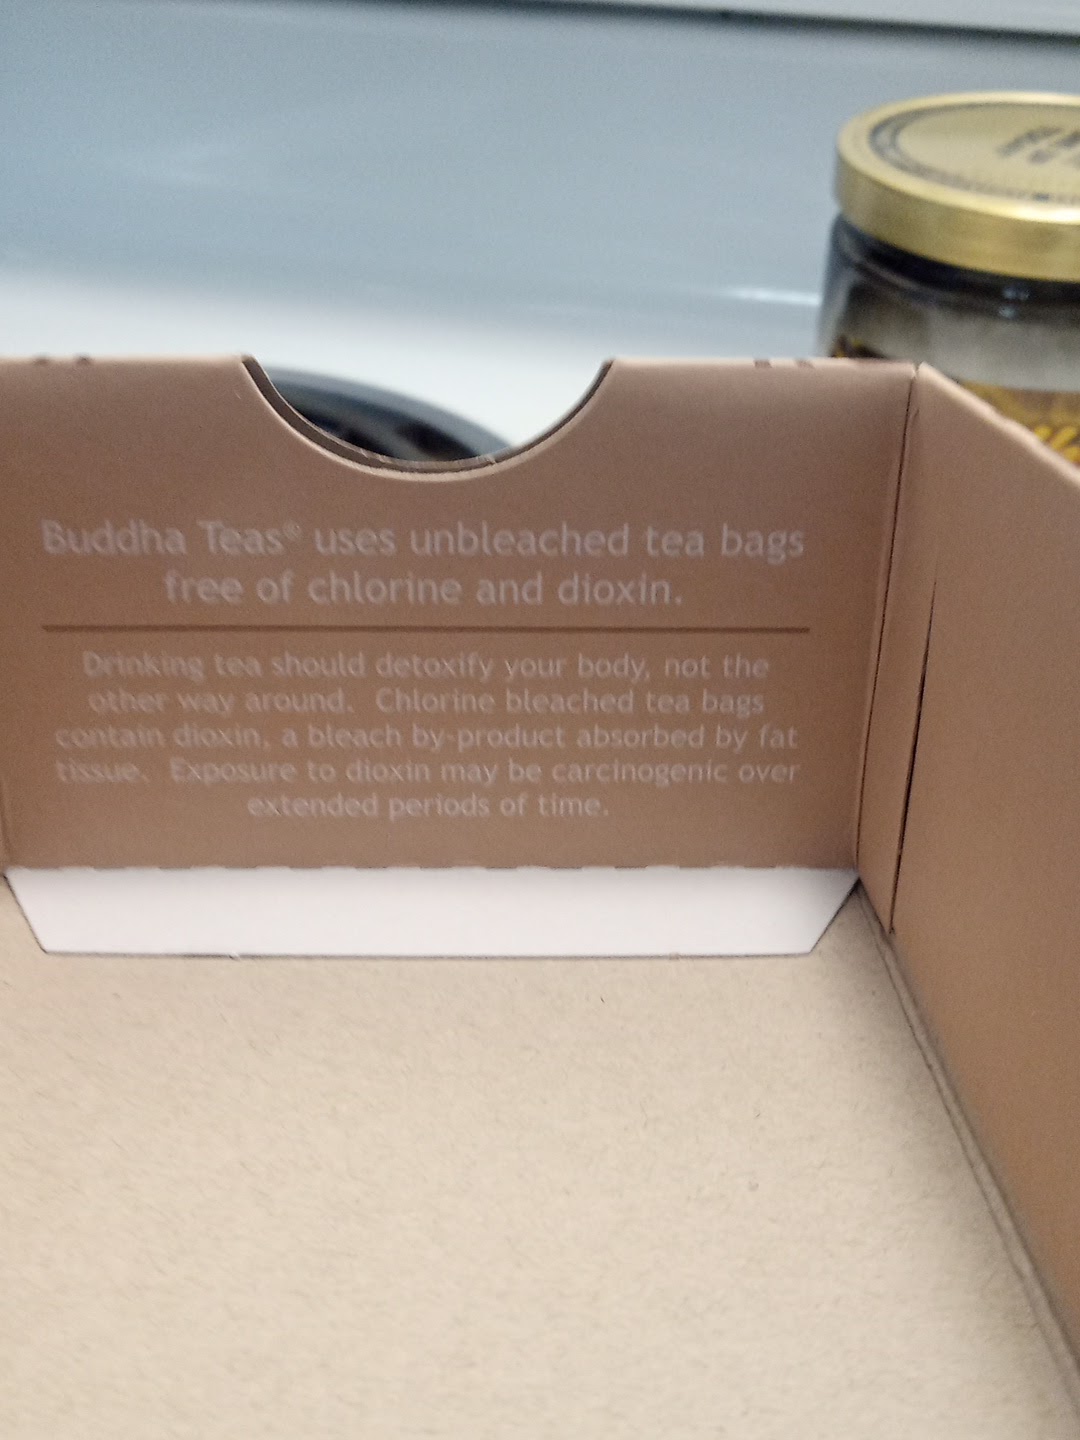 Buddha Teas® uses unbleached tea bags
free of chlorine and dioxin.
Drinking tea should detoxify your body, not the
other way around. Chlorine bleached tea bags
contain dioxin, a bleach by-product absorbed by fat
tissue. Exposure to dioxin may be carcinogenic over
extended periods of time.